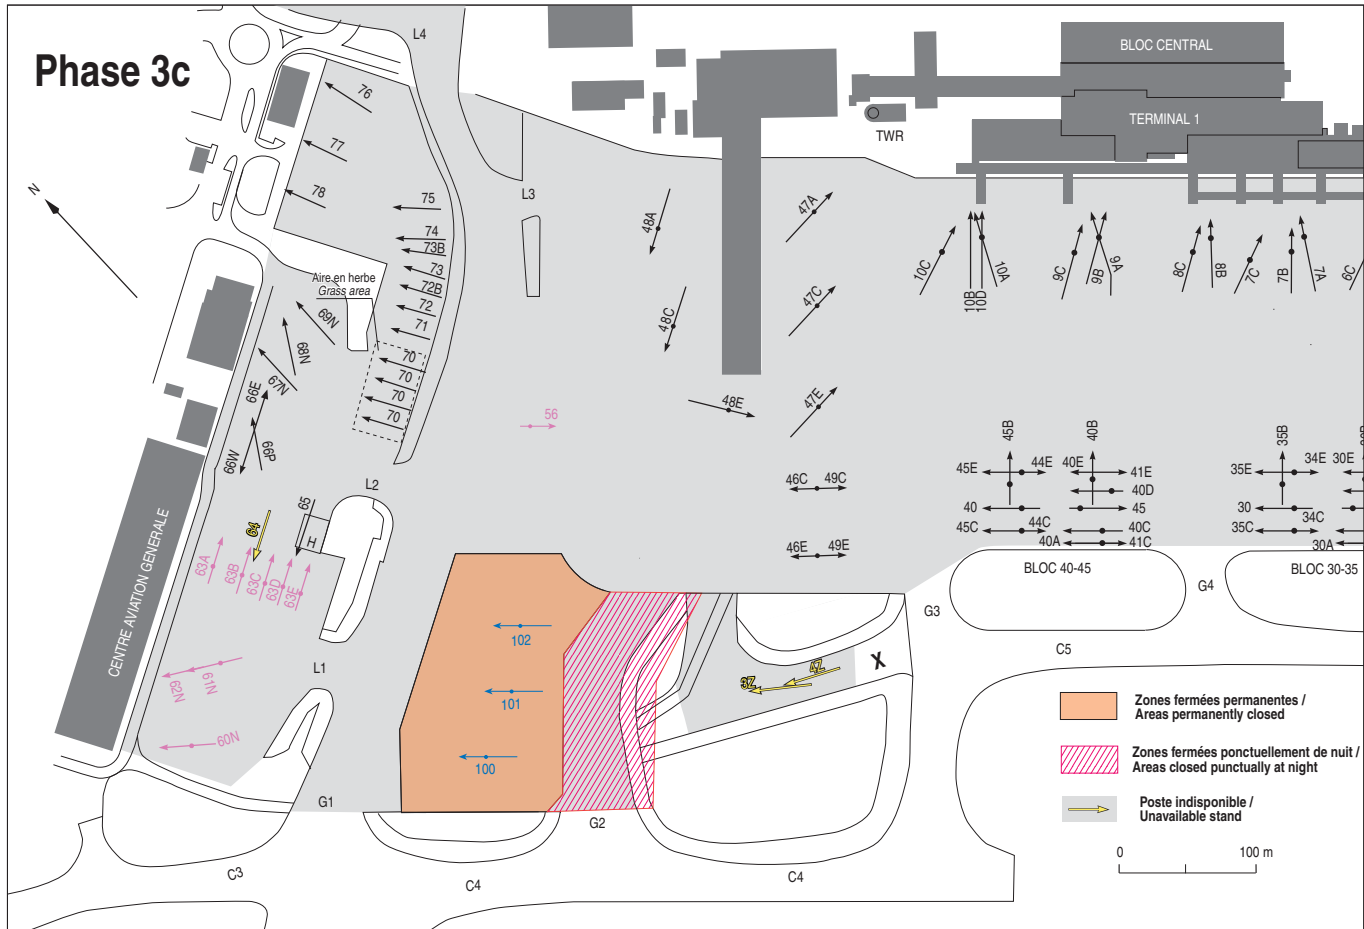 Phase 3c
L4
BLOC CENTRAL
TERMINAL 1
TWR
76
77
78
75
74
73B
73
72B
72
71
70
70
70
70
L3
N
Aire en herbe
Grass area
69N
68N
67N
66E
66P
66W
48A
48C
48E
47A
47C
47E
10C
10B
10D
10A
9C
9B
9A
8C
8B
7C
7B
7A
6C
56
46C 49C
46E 49E
45B
40B
35B
45E 44E 40E 41E
40D
40 45
45C 44C 40C
40A 41C
35E 34E 30E
30
34C
35C
30A
BLOC 40-45
BLOC 30-35
G4
G3
C5
L2
65
64
H
63A
63B
63C
63D
63E
CENTRE AVIATION GENERALE
62N
61N
60N
L1
102
101
100
4Z
3Z
X
G1
G2
C3
C4
C4
Zones fermées permanentes /
Areas permanently closed
Zones fermées ponctuellement de nuit /
Areas closed punctually at night
Poste indisponible /
Unavailable stand
0 100 m